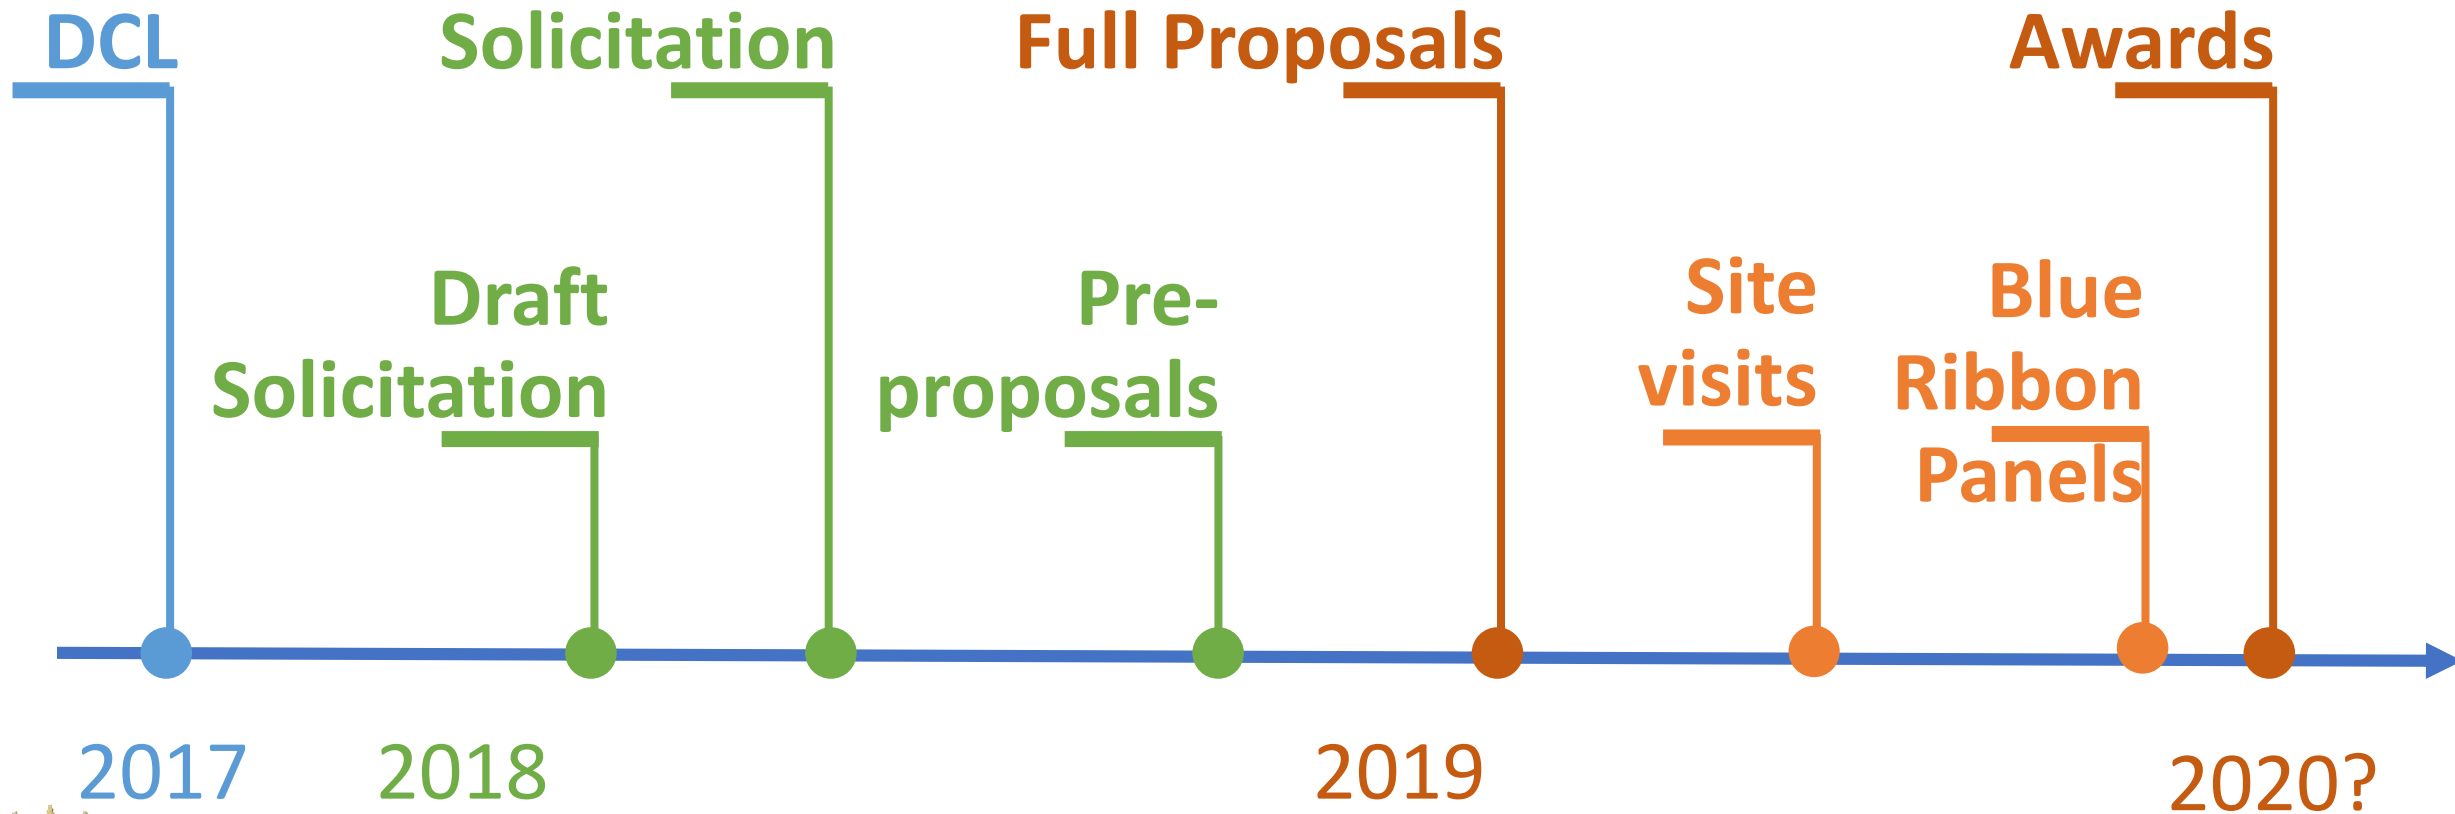 DCL
Solicitation
Full Proposals
Awards
Draft
Solicitation
Pre-
proposals
Site
visits
Blue
Ribbon
Panels
2017
2018
2019
2020?